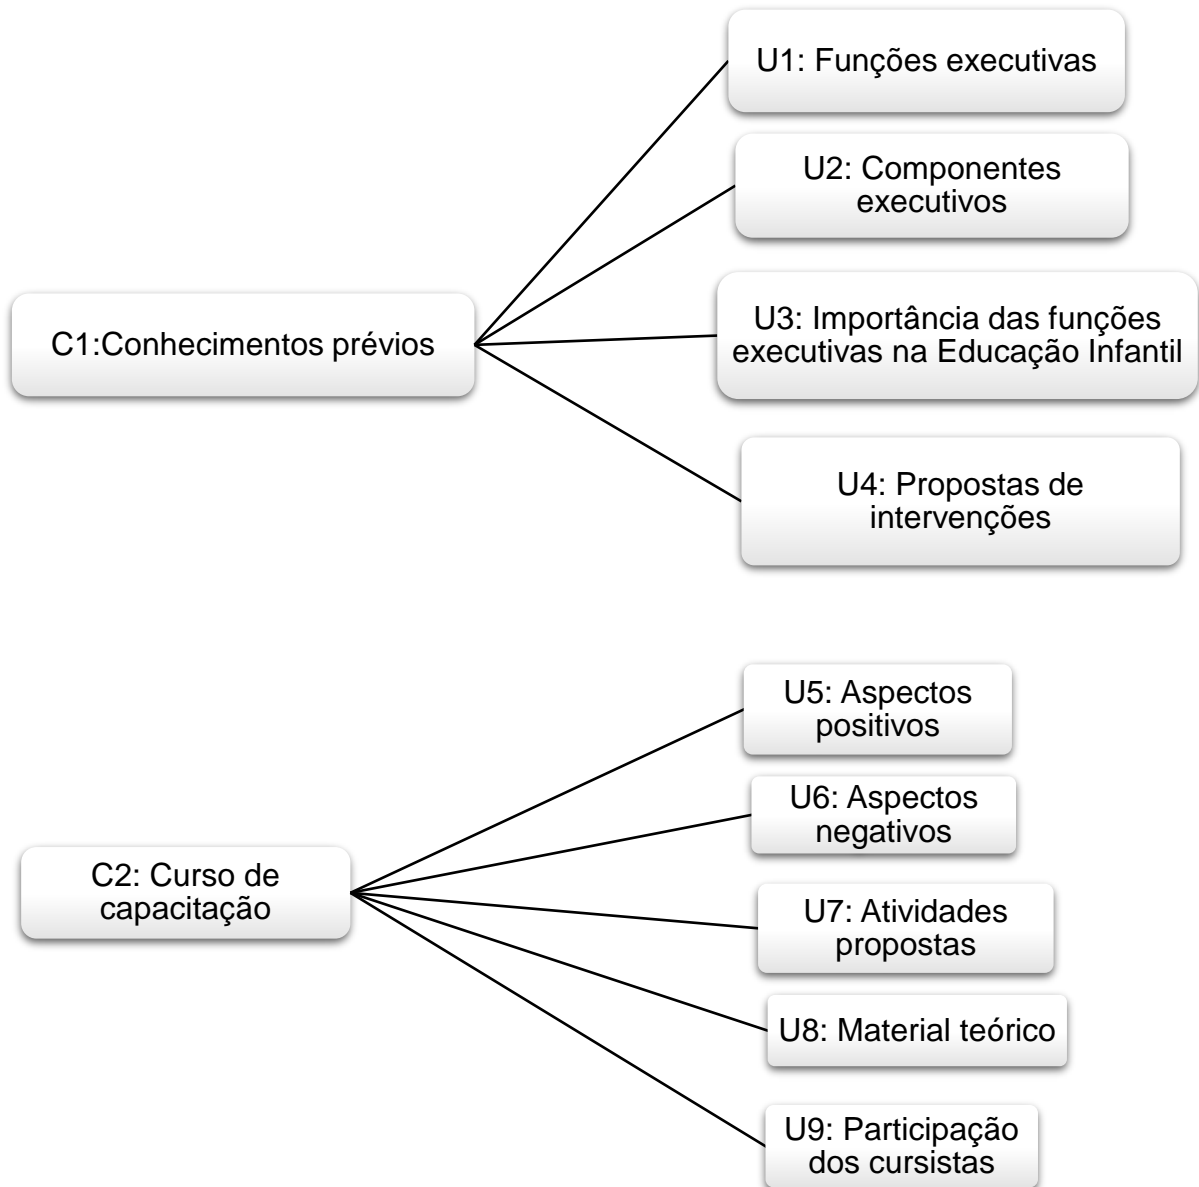 U1: Funções executivas
U2: Componentes
executivos
C1:Conhecimentos prévios
U3: Importância das funções
executivas na Educação Infantil
U4: Propostas de
intervenções
U5: Aspectos
positivos
U6: Aspectos
negativos
C2: Curso de
capacitação
U7: Atividades
propostas
U8: Material teórico
U9: Participação
dos cursistas